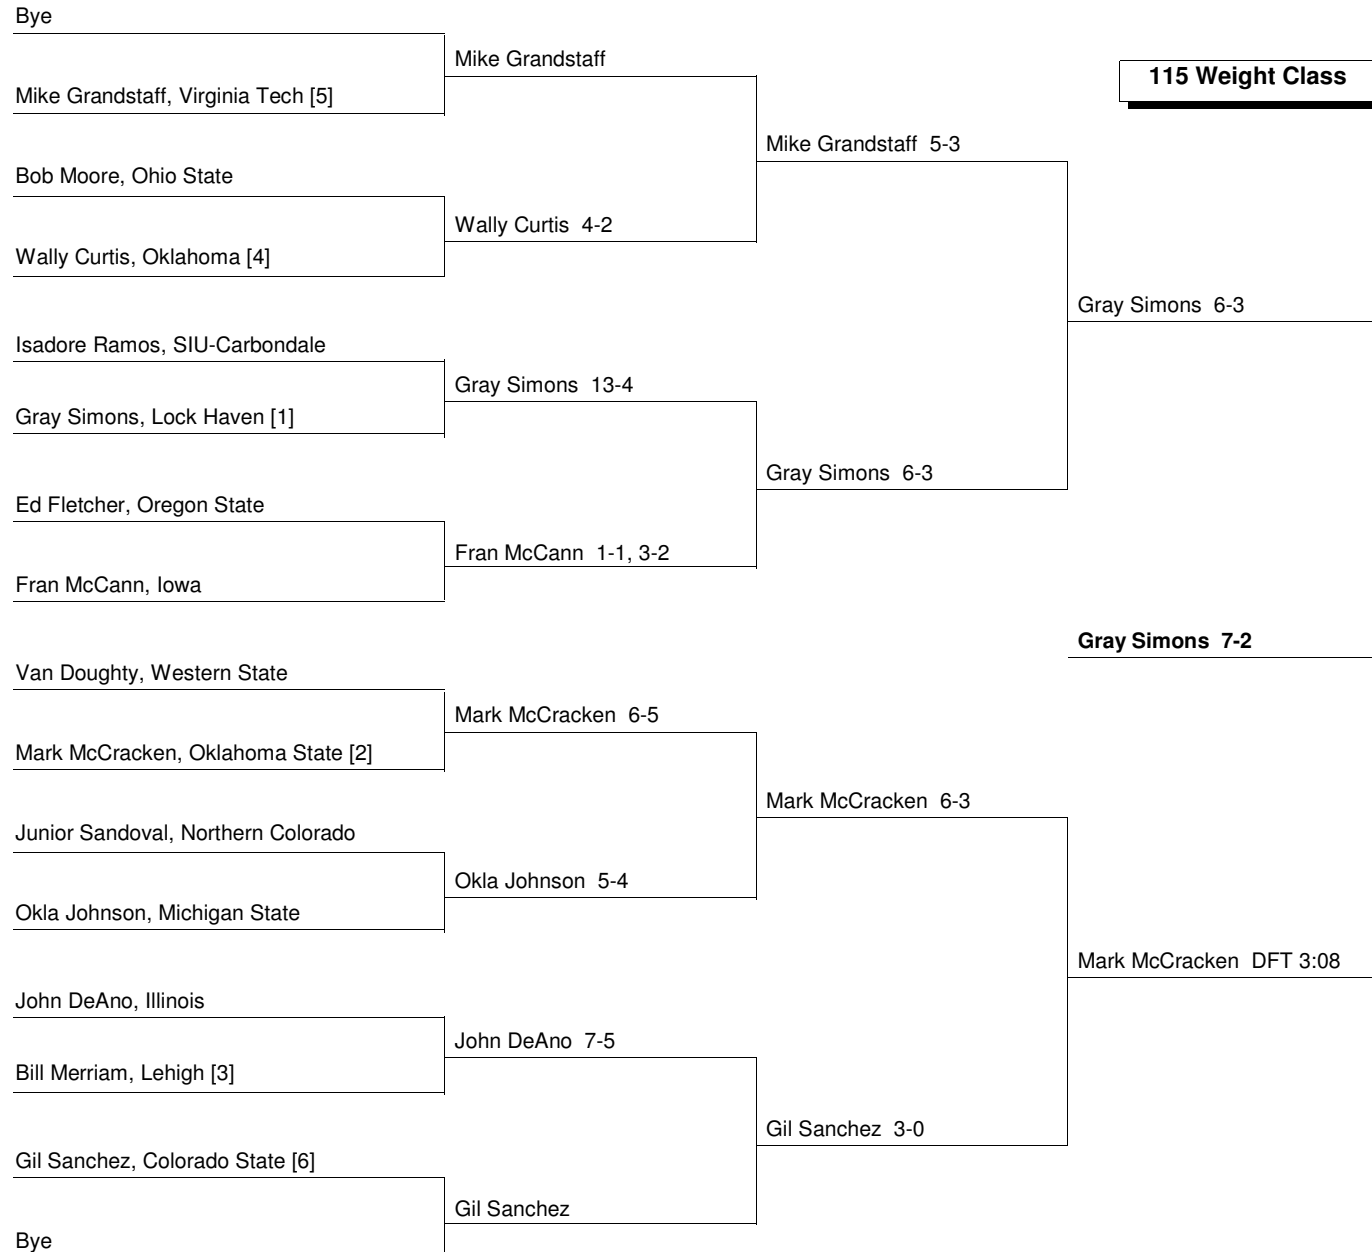 Bye
Mike Grandstaff
115 Weight Class
Mike Grandstaff, Virginia Tech [5]
Mike Grandstaff 5-3
Bob Moore, Ohio State
Wally Curtis 4-2
Wally Curtis, Oklahoma [4]
Gray Simons 6-3
Isadore Ramos, SIU-Carbondale
Gray Simons 13-4
Gray Simons, Lock Haven [1]
Gray Simons 6-3
Ed Fletcher, Oregon State
Fran McCann 1-1, 3-2
Fran McCann, Iowa
Gray Simons 7-2
Van Doughty, Western State
Mark McCracken 6-5
Mark McCracken, Oklahoma State [2]
Mark McCracken 6-3
Junior Sandoval, Northern Colorado
Okla Johnson 5-4
Okla Johnson, Michigan State
Mark McCracken DFT 3:08
John DeAno, Illinois
John DeAno 7-5
Bill Merriam, Lehigh [3]
Gil Sanchez 3-0
Gil Sanchez, Colorado State [6]
Gil Sanchez
Bye